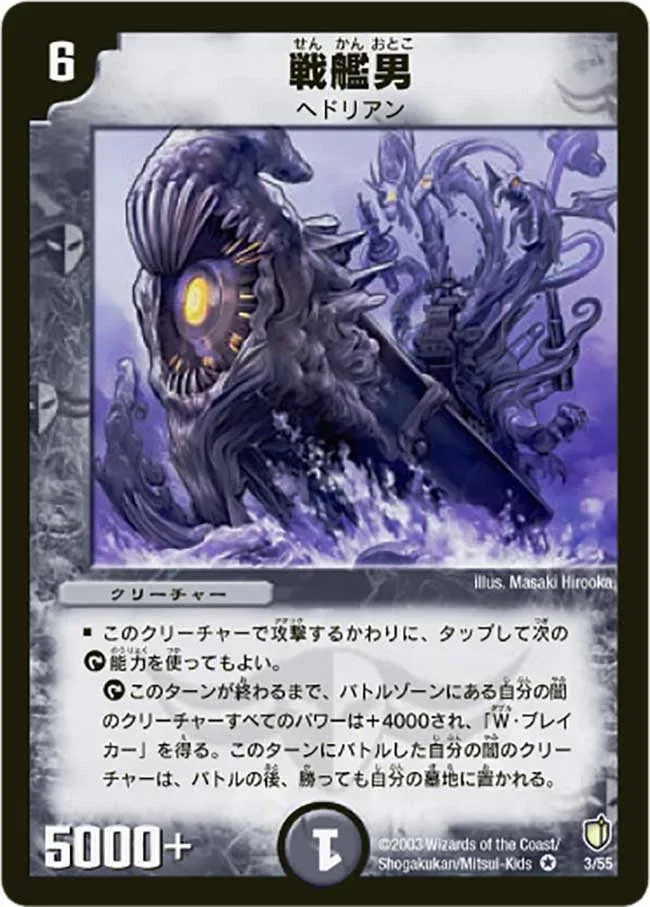 6
せん かん おとこ
戦艦男
ヘドリアン
illus. Masaki Hirooka
クリーチャー
■ このクリーチャーで攻撃するかわりに、タップして次の
能力を使ってもよい。
このターンが終わるまで、バトルゾーンにある自分の闇
のクリーチャーすべてのパワーは+4000され、「W・ブレイ
カー」を得る。このターンにバトルした自分の闇のクリー
チャーは、バトルの後、勝っても自分の墓地に置かれる。
5000+
1
©2003 Wizards of the Coast/
Shogakukan/Mitsui-Kids
3/55